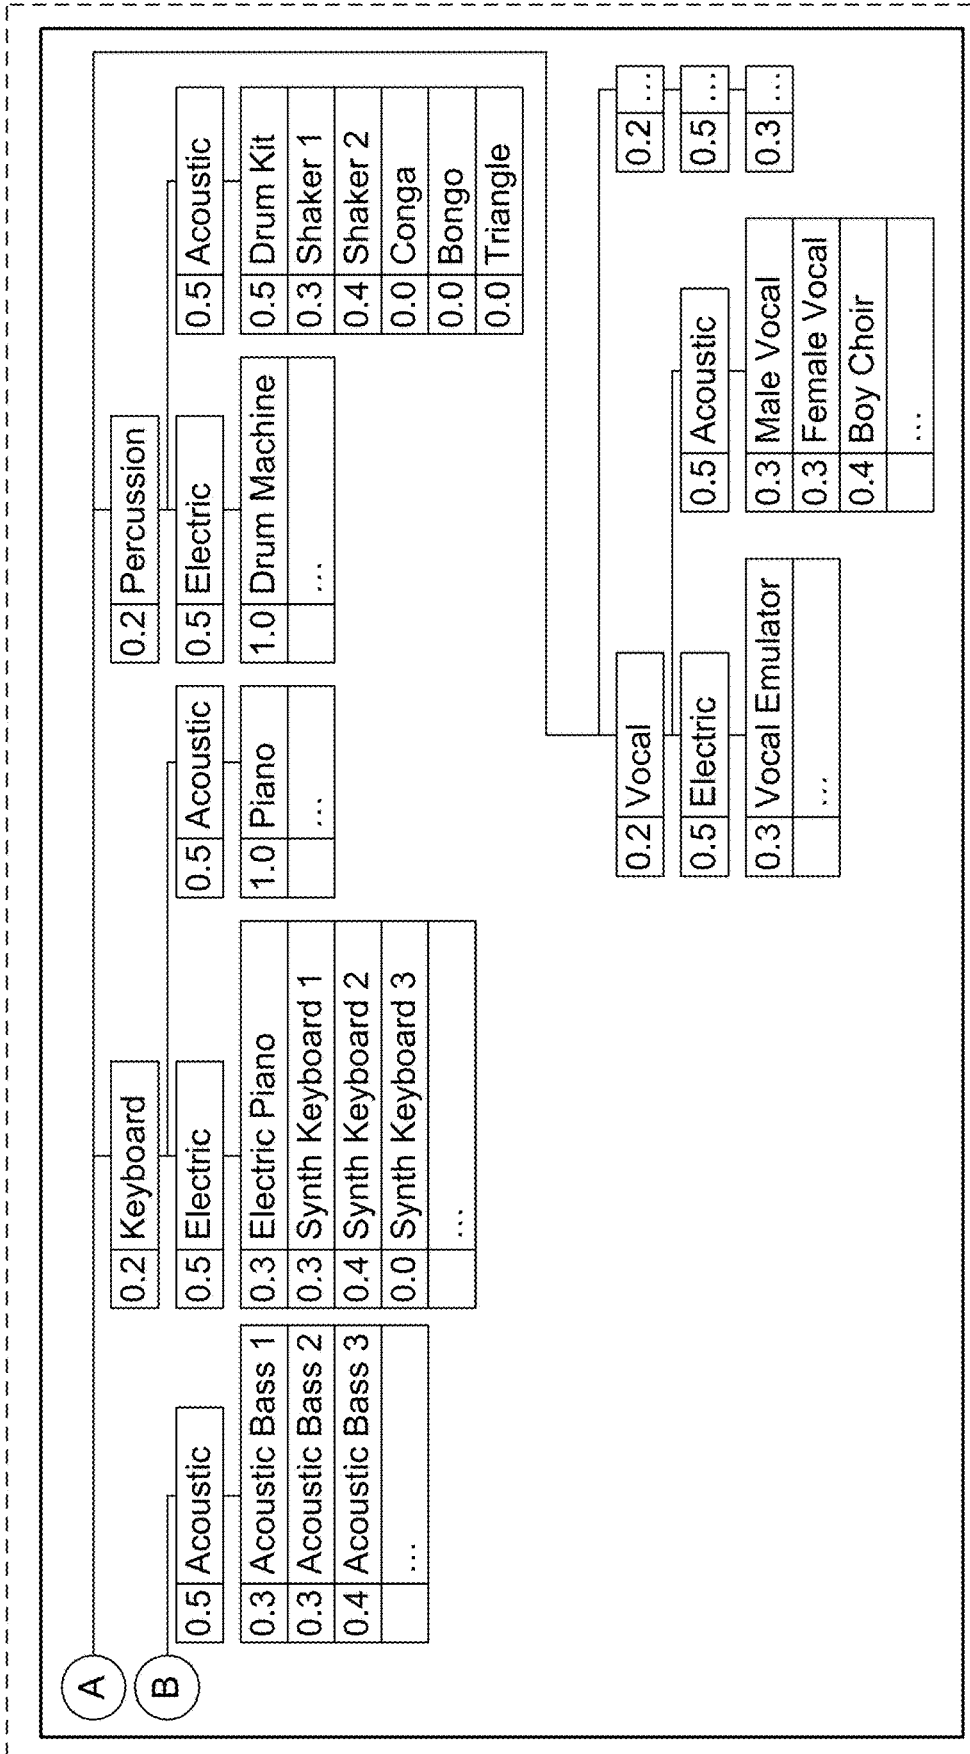 A
B
0.5 Acoustic
0.3 Acoustic Bass 1
0.3 Acoustic Bass 2
0.4 Acoustic Bass 3
...
0.2 Keyboard
0.5 Electric
0.3 Electric Piano
0.3 Synth Keyboard 1
0.4 Synth Keyboard 2
0.0 Synth Keyboard 3
...
0.5 Acoustic
1.0 Piano
...
0.2 Percussion
0.5 Electric
1.0 Drum Machine
...
0.5 Acoustic
0.5 Drum Kit
0.3 Shaker 1
0.4 Shaker 2
0.0 Conga
0.0 Bongo
0.0 Triangle
0.2 Vocal
0.5 Electric
0.3 Vocal Emulator
...
0.5 Acoustic
0.3 Male Vocal
0.3 Female Vocal
0.4 Boy Choir
...
0.2 ...
0.5 ...
0.3 ...